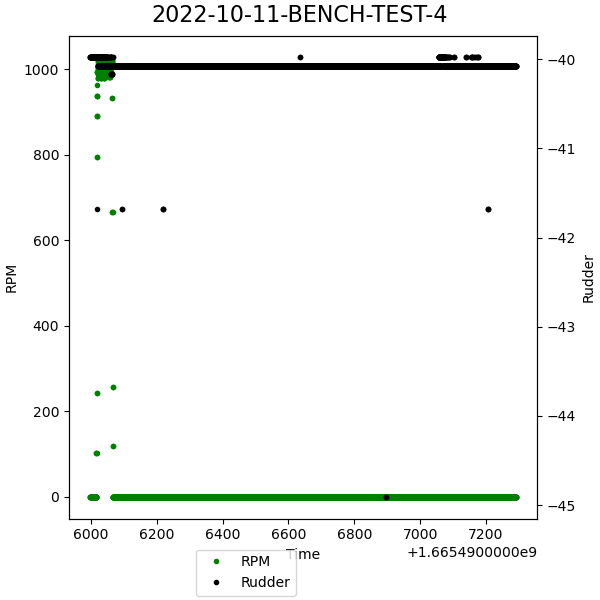 2022-10-11-BENCH-TEST-4
1000
800
600
400
200
0
RPM
−40
−41
−42
−43
−44
−45
Rudder
6000 6200 6400 6600 6800 7000 7200
Time
+1.6654900000e9
RPM
Rudder